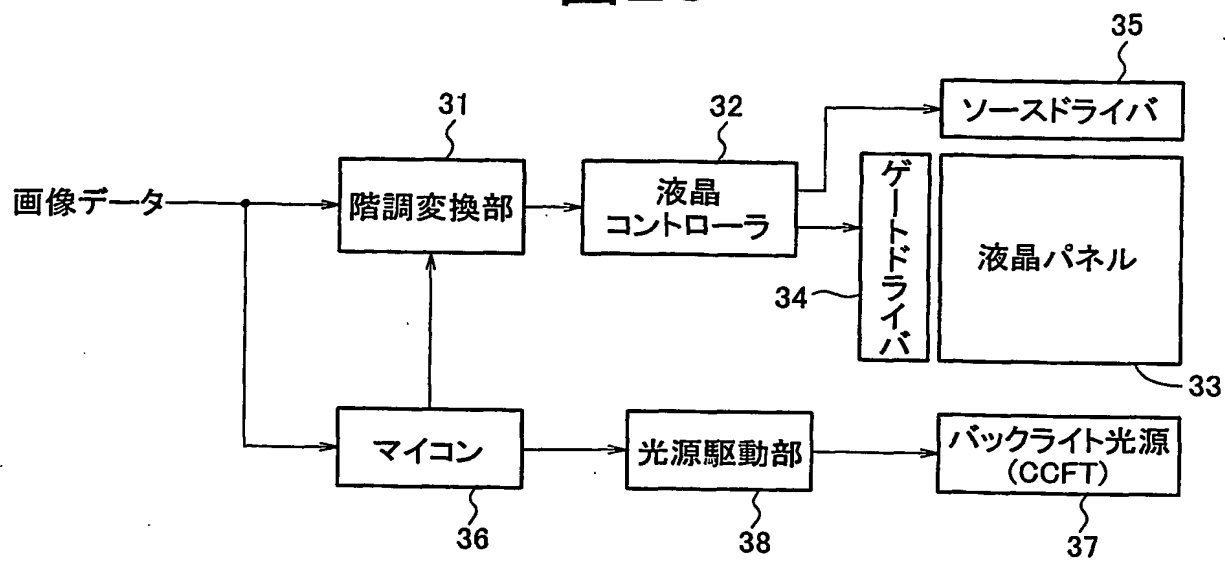 35
ソースドライバ
31
32
画像データ
階調変換部
液晶
コントローラ
ゲートドライバ
液晶パネル
34
33
マイコン
光源駆動部
バックライト光源
(CCFT)
36
38
37